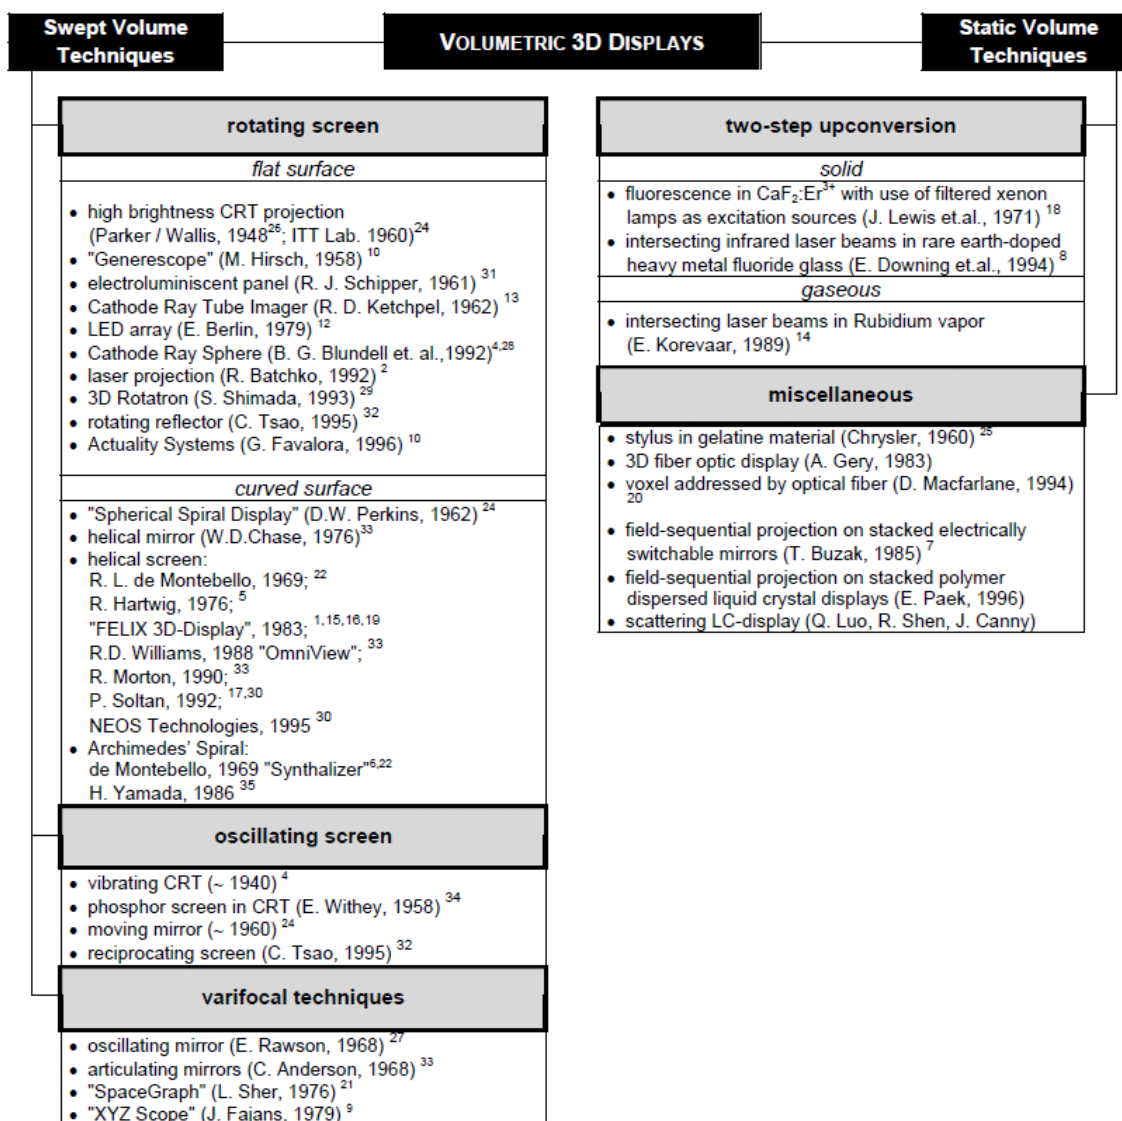 Swept Volume
Techniques
VOLUMETRIC 3D DISPLAYS
Static Volume
Techniques
rotating screen
flat surface
• high brightness CRT projection
(Parker / Wallis, 1948²⁶; ITT Lab. 1960)²⁴
• "Generescope" (M. Hirsch, 1958) ¹⁰
• electroluminiscent panel (R. J. Schipper, 1961) ³¹
• Cathode Ray Tube Imager (R. D. Ketchpel, 1962) ¹³
• LED array (E. Berlin, 1979) ¹²
• Cathode Ray Sphere (B. G. Blundell et. al.,1992)⁴,²⁸
• laser projection (R. Batchko, 1992) ²
• 3D Rotatron (S. Shimada, 1993) ²⁹
• rotating reflector (C. Tsao, 1995) ³²
• Actuality Systems (G. Favalora, 1996) ¹⁰
curved surface
• "Spherical Spiral Display" (D.W. Perkins, 1962) ²⁴
• helical mirror (W.D.Chase, 1976)³³
• helical screen:
R. L. de Montebello, 1969; ²²
R. Hartwig, 1976; ⁵
"FELIX 3D-Display", 1983; ¹,¹⁵,¹⁶,¹⁹
R.D. Williams, 1988 "OmniView"; ³³
R. Morton, 1990; ³³
P. Soltan, 1992; ¹⁷,³⁰
NEOS Technologies, 1995 ³⁰
• Archimedes’ Spiral:
de Montebello, 1969 "Synthalizer"⁶,²²
H. Yamada, 1986 ³⁵
oscillating screen
• vibrating CRT (~ 1940) ⁴
• phosphor screen in CRT (E. Withey, 1958) ³⁴
• moving mirror (~ 1960) ²⁴
• reciprocating screen (C. Tsao, 1995) ³²
varifocal techniques
• oscillating mirror (E. Rawson, 1968) ²⁷
• articulating mirrors (C. Anderson, 1968) ³³
• "SpaceGraph" (L. Sher, 1976) ²¹
• "XYZ Scope" (J. Fajans, 1979) ⁹
two-step upconversion
solid
• fluorescence in CaF₂:Er³⁺ with use of filtered xenon
lamps as excitation sources (J. Lewis et.al., 1971) ¹⁸
• intersecting infrared laser beams in rare earth-doped
heavy metal fluoride glass (E. Downing et.al., 1994) ⁸
gaseous
• intersecting laser beams in Rubidium vapor
(E. Korevaar, 1989) ¹⁴
miscellaneous
• stylus in gelatine material (Chrysler, 1960) ²⁵
• 3D fiber optic display (A. Gery, 1983)
• voxel addressed by optical fiber (D. Macfarlane, 1994)
²⁰
• field-sequential projection on stacked electrically
switchable mirrors (T. Buzak, 1985) ⁷
• field-sequential projection on stacked polymer
dispersed liquid crystal displays (E. Paek, 1996)
• scattering LC-display (Q. Luo, R. Shen, J. Canny)